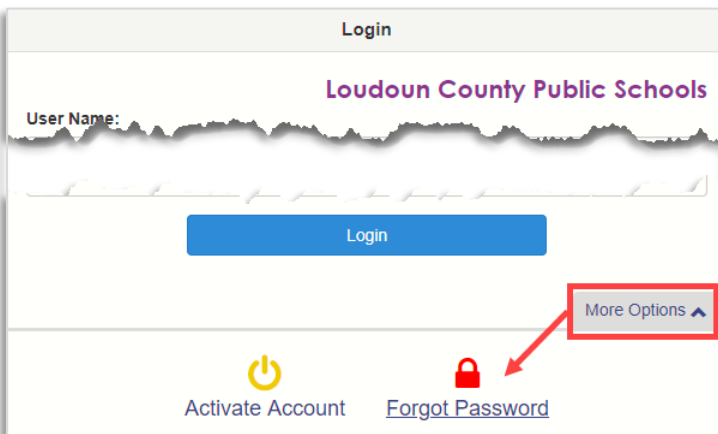 Login
Loudoun County Public Schools
User Name:
Login
More Options
Activate Account Forgot Password